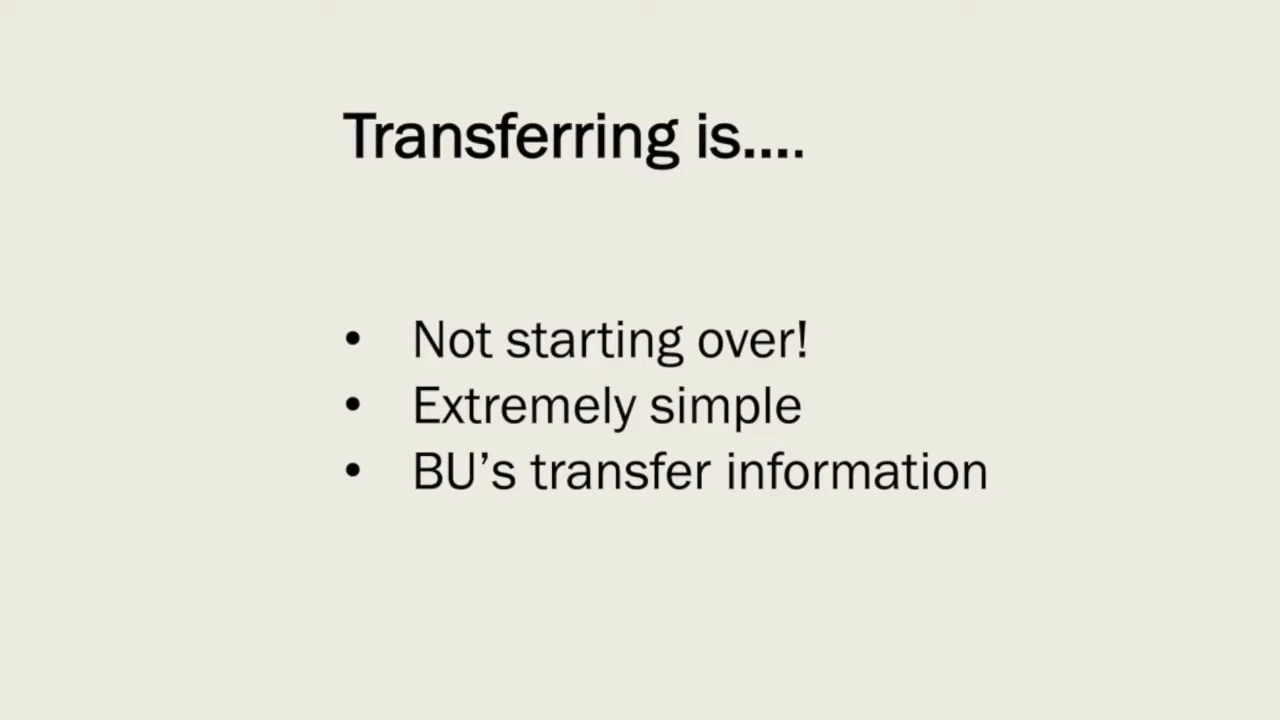 Transferring is....
• Not starting over!
• Extremely simple
• BU’s transfer information